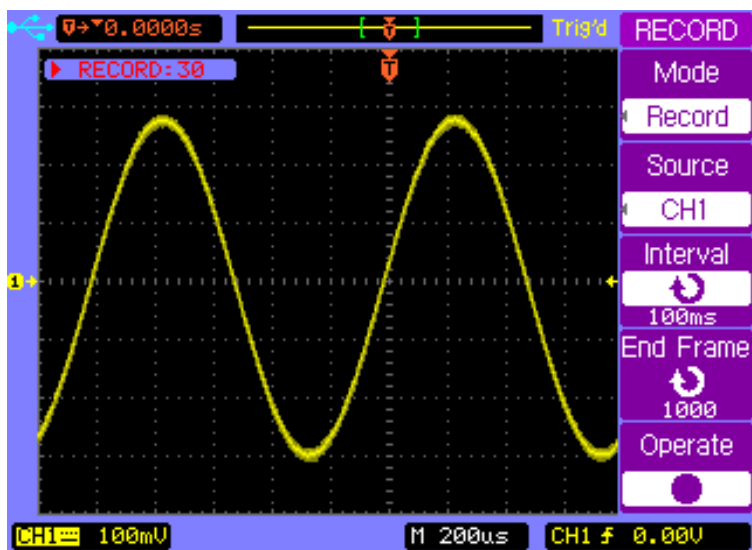 T→▼0.0000s
T
Trig'd
RECORD
RECORD:30
T
Mode
Record
Source
CH1
Interval
100ms
End Frame
1000
Operate
1
CH1 100mV
M 200us
CH1 0.00V